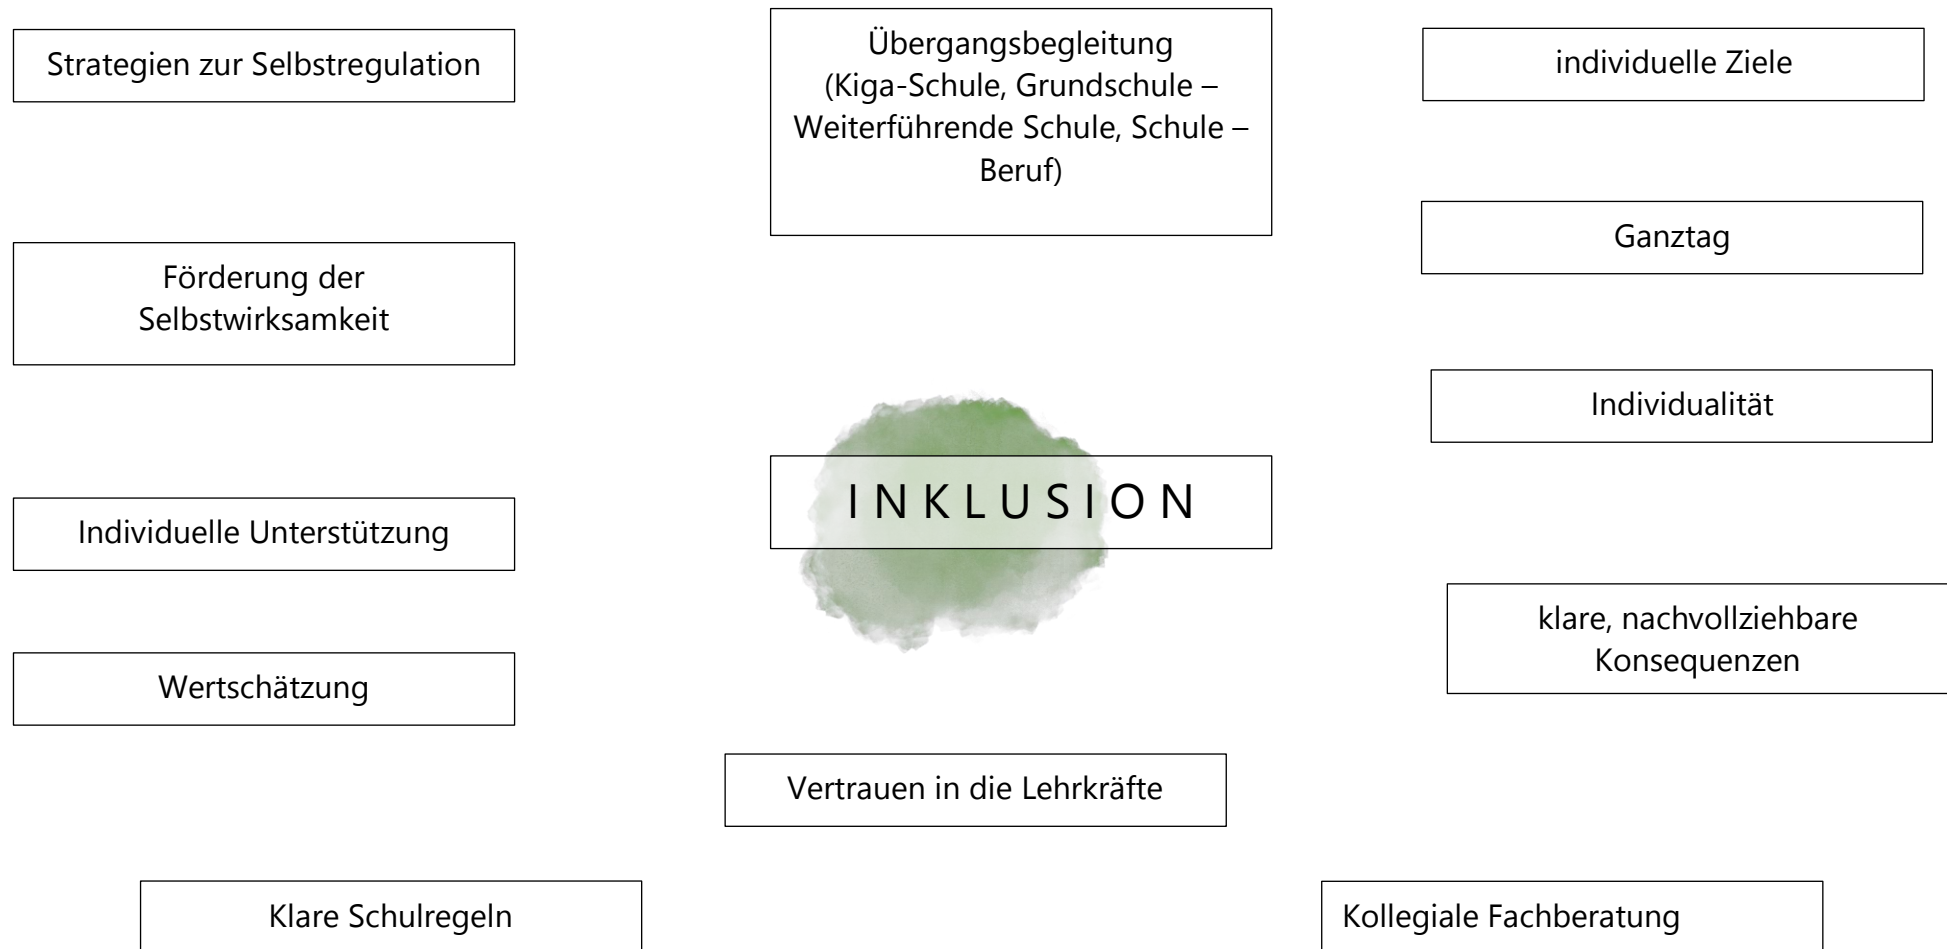 Strategien zur Selbstregulation
Übergangsbegleitung
(Kiga-Schule, Grundschule –
Weiterführende Schule, Schule –
Beruf)
individuelle Ziele
Ganztag
Förderung der
Selbstwirksamkeit
Individualität
INKLUSION
Individuelle Unterstützung
klare, nachvollziehbare
Konsequenzen
Wertschätzung
Vertrauen in die Lehrkräfte
Klare Schulregeln
Kollegiale Fachberatung